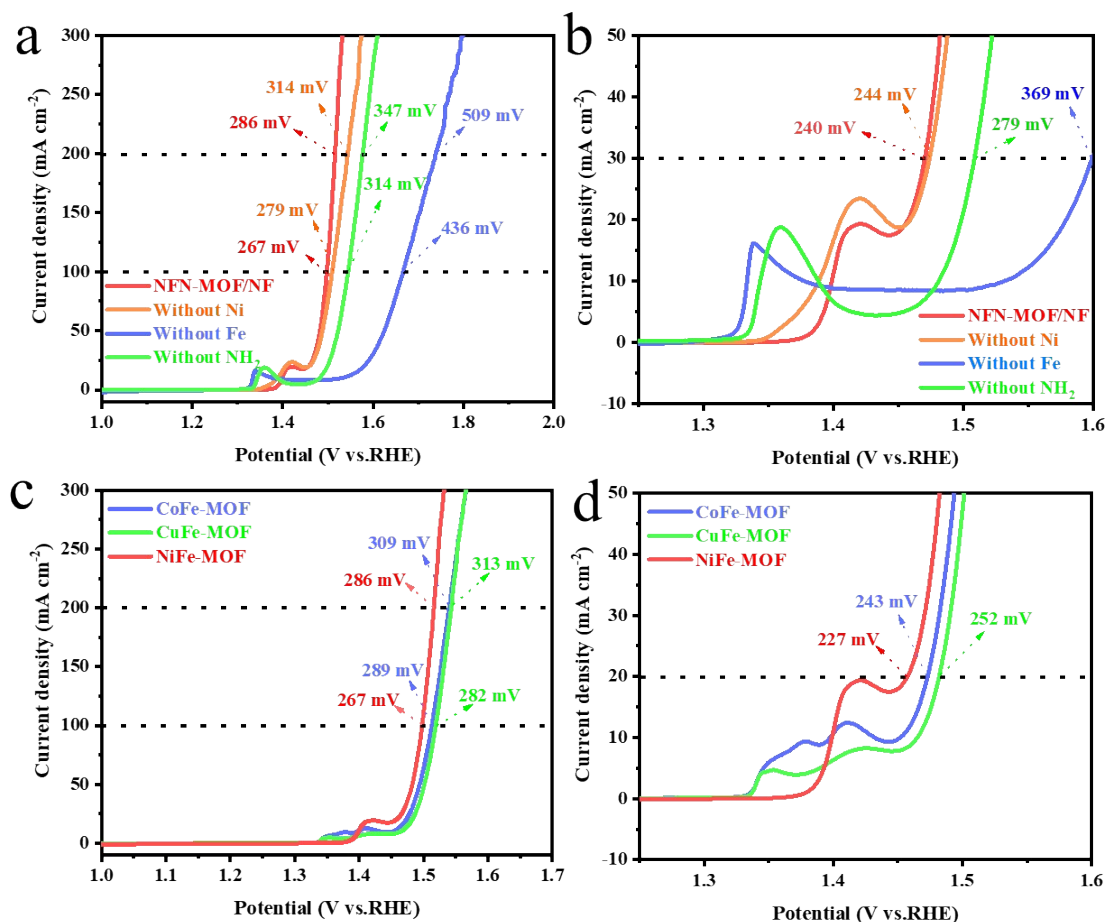 a
300
250
200
150
100
50
0
Current density (mA cm-2)
314 mV
347 mV
286 mV
509 mV
279 mV
314 mV
267 mV
436 mV
NFN-MOF/NF
Without Ni
Without Fe
Without NH2
1.0 1.2 1.4 1.6 1.8 2.0
Potential (V vs.RHE)
b
50
40
30
20
10
0
-10
Current density (mA cm-2)
244 mV
369 mV
240 mV
279 mV
NFN-MOF/NF
Without Ni
Without Fe
Without NH2
1.3 1.4 1.5 1.6
Potential (V vs.RHE)
c
300
250
200
150
100
50
0
Current density (mA cm-2)
CoFe-MOF
CuFe-MOF
NiFe-MOF
309 mV
313 mV
286 mV
289 mV
267 mV
282 mV
1.0 1.1 1.2 1.3 1.4 1.5 1.6 1.7
Potential (V vs.RHE)
d
50
40
30
20
10
0
-10
Current density (mA cm-2)
CoFe-MOF
CuFe-MOF
NiFe-MOF
243 mV
227 mV
252 mV
1.3 1.4 1.5 1.6
Potential (V vs.RHE)